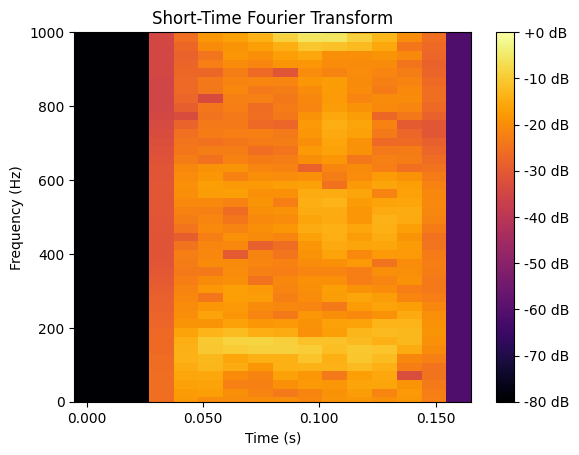 Short-Time Fourier Transform
Frequency (Hz)
1000
800
600
400
200
0
0.000
0.050
0.100
0.150
Time (s)
+0 dB
-10 dB
-20 dB
-30 dB
-40 dB
-50 dB
-60 dB
-70 dB
-80 dB